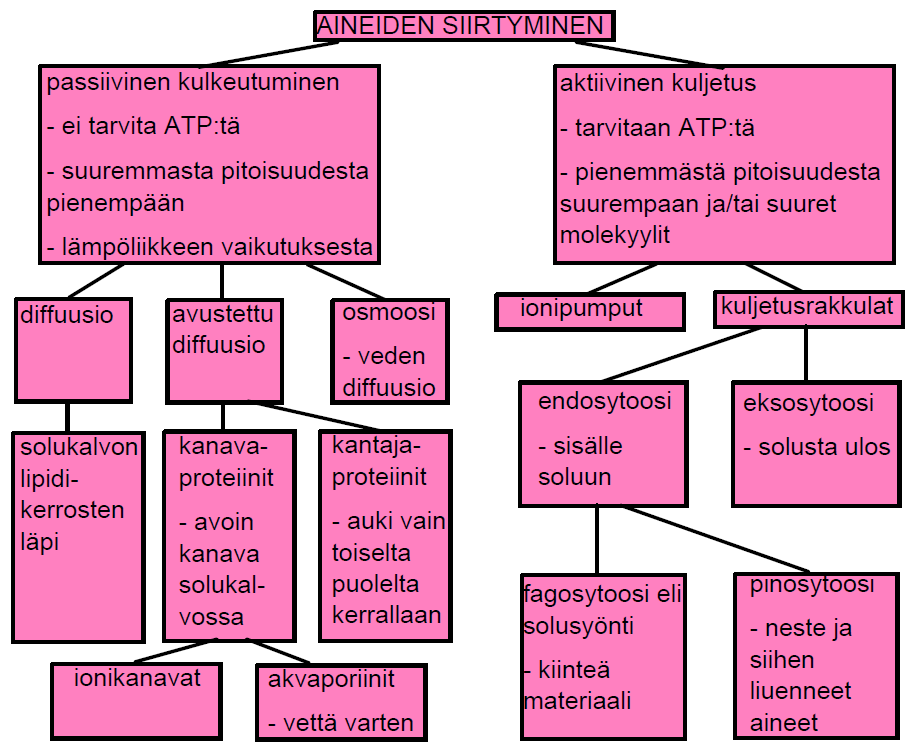 AINEIDEN SIIRTYMINEN
passiivinen kulkeutuminen
- ei tarvita ATP:tä
- suuremmasta pitoisuudesta
pienempään
- lämpöliikkeen vaikutuksesta
aktiivinen kuljetus
- tarvitaan ATP:tä
- pienemmästä pitoisuudesta
suurempaan ja/tai suuret
molekyylit
diffuusio
avustettu
diffuusio
osmoosi
- veden
diffuusio
ionipumput
kuljetusrakkulat
solukalvon
lipidi-
kerrosten
läpi
kanava-
proteiinit
- avoin
kanava
solukal-
vossa
kantaja-
proteiinit
- auki vain
toiselta
puolelta
kerrallaan
endosytoosi
- sisälle
soluun
eksosytoosi
- solusta ulos
ionikanavat
akvaporiinit
- vettä varten
fagosytoosi eli
solusyönti
- kiinteä
materiaali
pinosytoosi
- neste ja
siihen
liuenneet
aineet